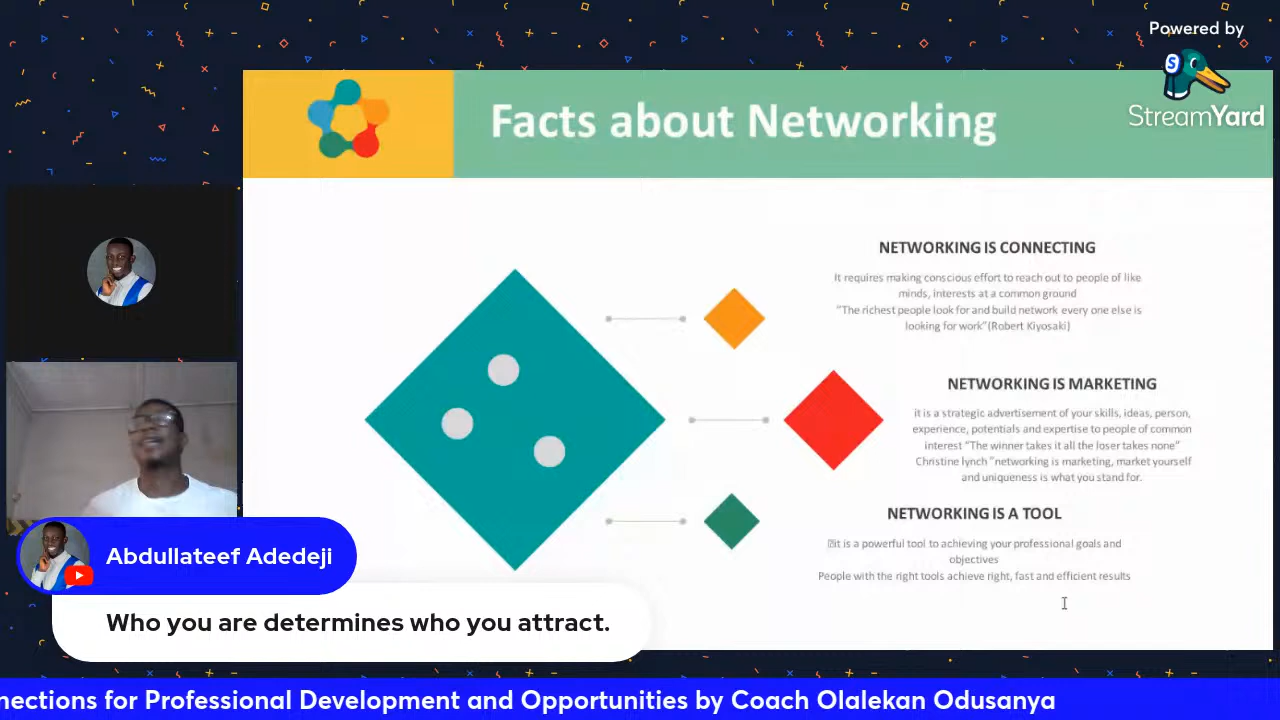 Powered by
StreamYard
Facts about Networking
NETWORKING IS CONNECTING
It requires making conscious effort to reach out to people of like
minds, interests at a common ground
"The richest people look for and build network every one else is
looking for work"(Robert Kiyosaki)
NETWORKING IS MARKETING
it is a strategic advertisement of your skills, ideas, person,
experience, potentials and expertise to people of common
interest "The winner takes it all the loser takes none"
Christine lynch "networking is marketing, market yourself
and uniqueness is what you stand for.
NETWORKING IS A TOOL
it is a powerful tool to achieving your professional goals and
objectives
People with the right tools achieve right, fast and efficient results
Abdullateef Adedeji
Who you are determines who you attract.
nections for Professional Development and Opportunities by Coach Olalekan Odusanya